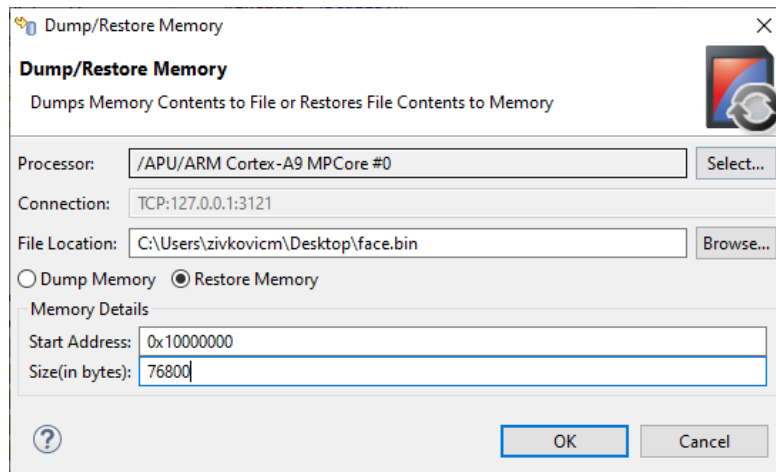 Dump/Restore Memory
Dump/Restore Memory
Dumps Memory Contents to File or Restores File Contents to Memory
Processor: /APU/ARM Cortex-A9 MPCore #0 Select...
Connection: TCP:127.0.0.1:3121
File Location: C:\Users\zivkovicm\Desktop\face.bin Browse...
Dump Memory Restore Memory
Memory Details
Start Address: 0x10000000
Size(in bytes): 76800
? OK Cancel